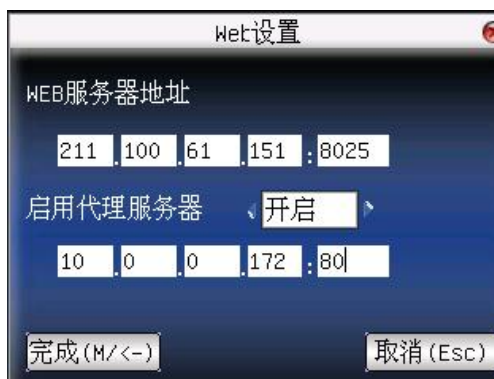 Web设置
WEB服务器地址
211.100.61.151:8025
启用代理服务器 开启
10.0.0.172:80
完成(M/<-) 取消(Esc)